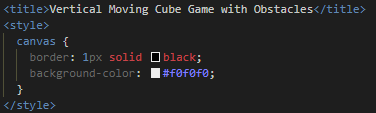 <title>Vertical Moving Cube Game with Obstacles</title>
<style>
canvas {
border: 1px solid black;
background-color: #f0f0f0;
}
</style>